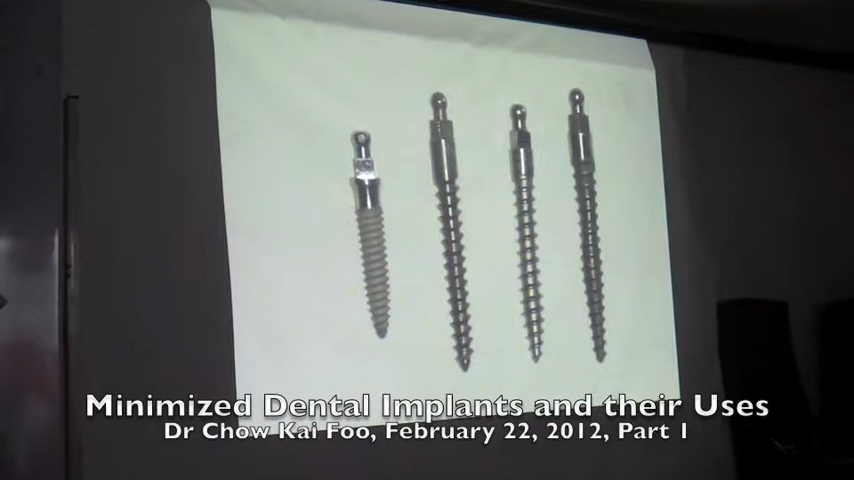 Minimized Dental Implants and their Uses
Dr Chow Kai Foo, February 22, 2012, Part 1